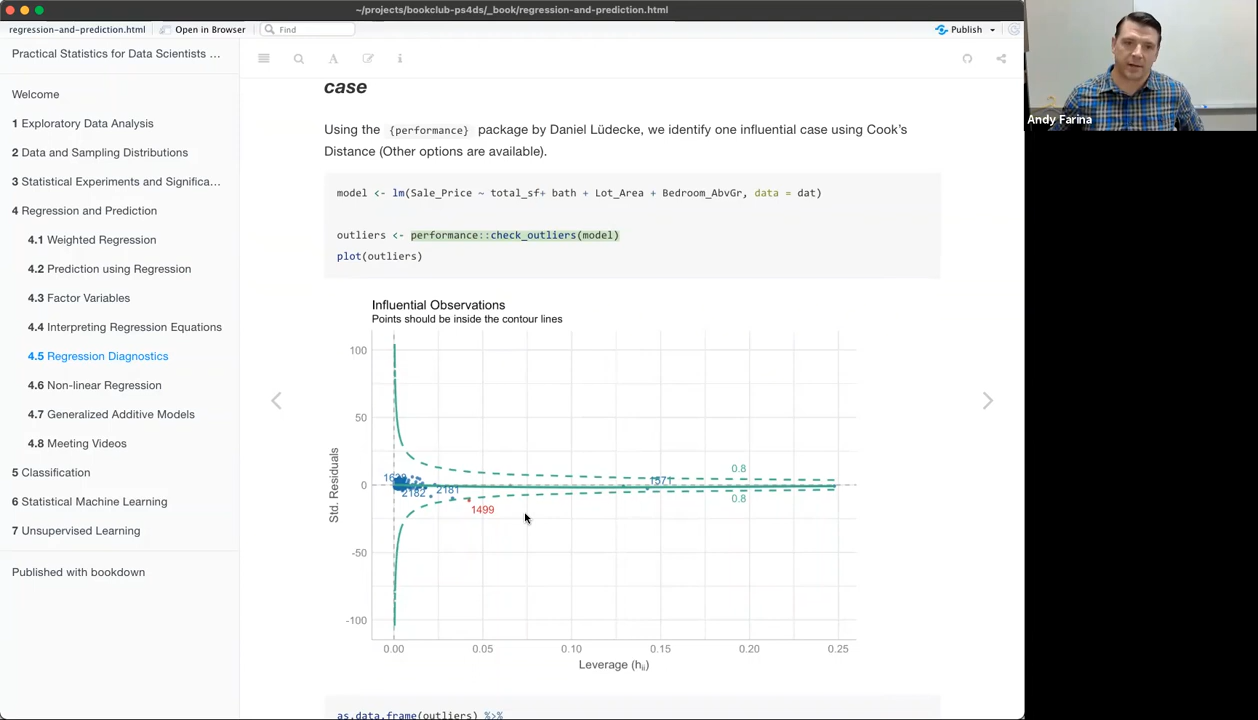 ~/projects/bookclub-ps4ds/_book/regression-and-prediction.html
regression-and-prediction.html
Open in Browser
Find
Publish
Practical Statistics for Data Scientists ...
Welcome
1 Exploratory Data Analysis
2 Data and Sampling Distributions
3 Statistical Experiments and Significa...
4 Regression and Prediction
4.1 Weighted Regression
4.2 Prediction using Regression
4.3 Factor Variables
4.4 Interpreting Regression Equations
4.5 Regression Diagnostics
4.6 Non-linear Regression
4.7 Generalized Additive Models
4.8 Meeting Videos
5 Classification
6 Statistical Machine Learning
7 Unsupervised Learning
Published with bookdown
case
Using the {performance} package by Daniel Lüdecke, we identify one influential case using Cook's
Distance (Other options are available).
model <- lm(Sale_Price ~ total_sf+ bath + Lot_Area + Bedroom_AbvGr, data = dat)
outliers <- performance::check_outliers(model)
plot(outliers)
Influential Observations
Points should be inside the contour lines
100
50
0
-50
-100
Std. Residuals
2182
2181
1499
1571
0.8
0.8
0.00
0.05
0.10
0.15
0.20
0.25
Leverage (hii)
as.data.frame(outliers) %>%
Andy Farina